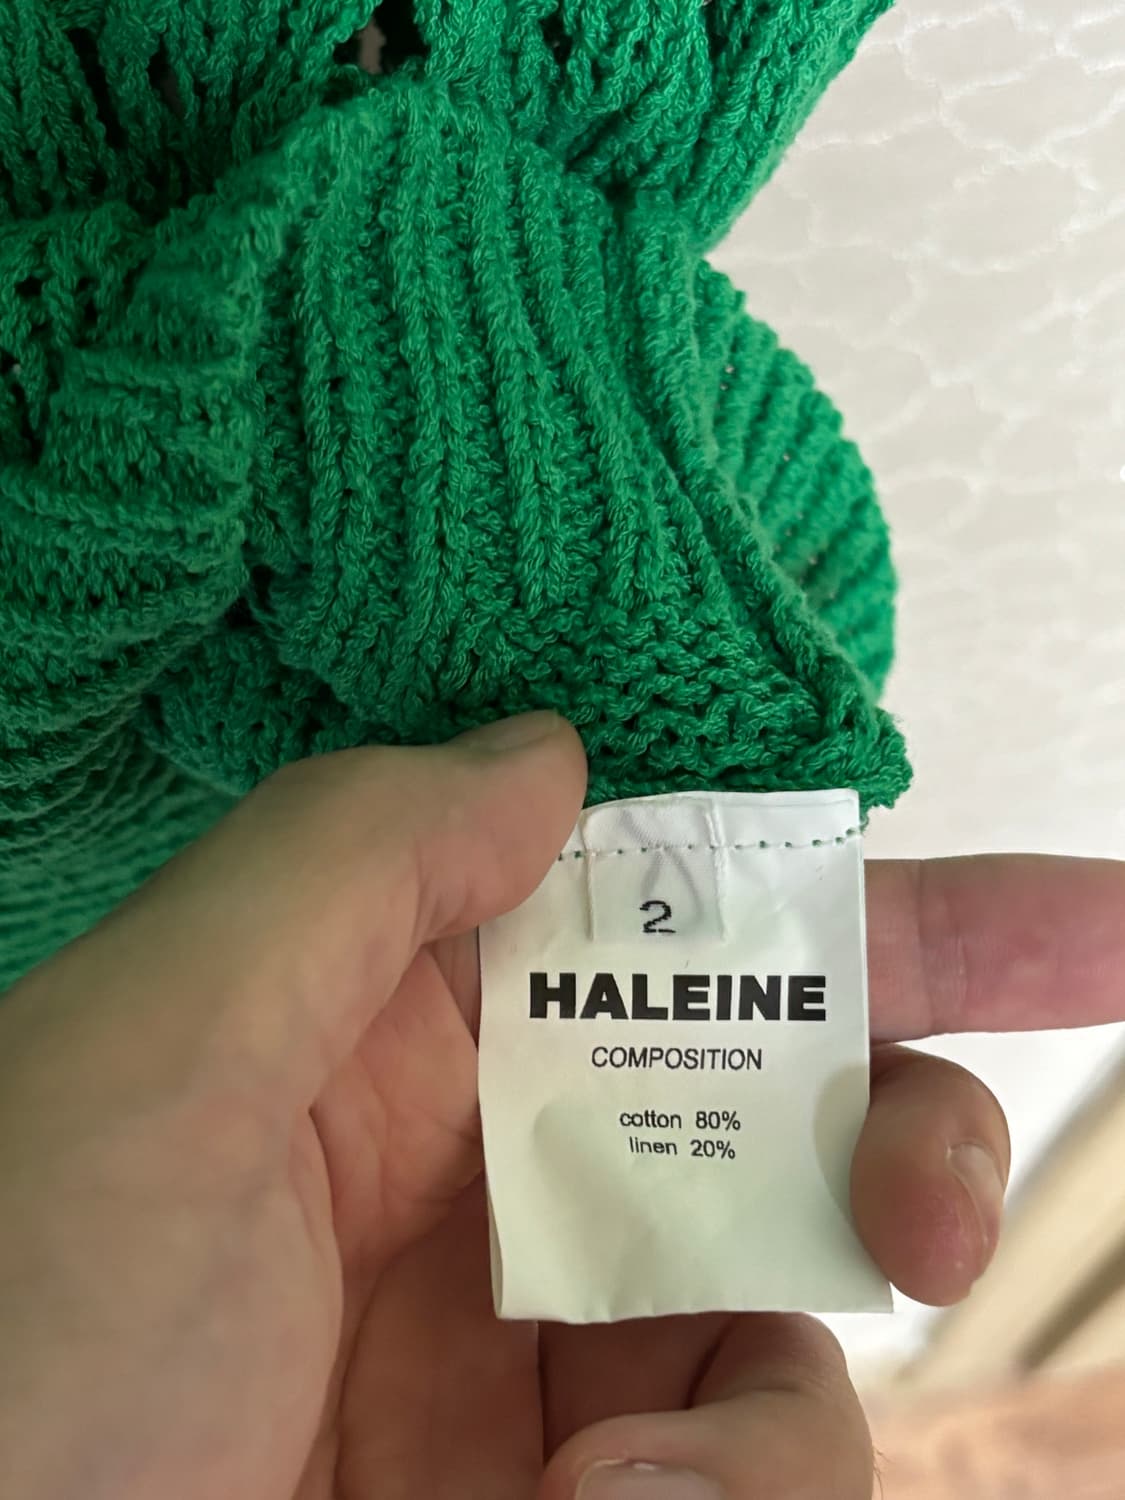 2
HALEINE
COMPOSITION
cotton 80%
linen 20%